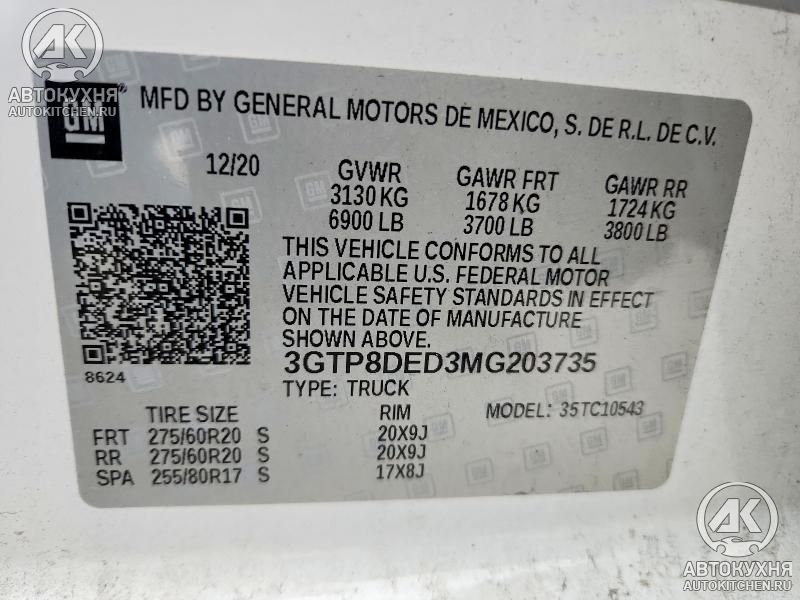 AK
АВТОКУХНЯ
AUTOKITCHEN.RU
GM
MFD BY GENERAL MOTORS DE MEXICO, S. DE R.L. DE C.V.
12/20 GVWR GAWR FRT GAWR RR
3130 KG 1678 KG 1724 KG
6900 LB 3700 LB 3800 LB
THIS VEHICLE CONFORMS TO ALL
APPLICABLE U.S. FEDERAL MOTOR
VEHICLE SAFETY STANDARDS IN EFFECT
ON THE DATE OF MANUFACTURE
SHOWN ABOVE.
8624
3GTP8DED3MG203735
TYPE: TRUCK
TIRE SIZE RIM MODEL: 35TC10543
FRT 275/60R20 S 20X9J
RR 275/60R20 S 20X9J
SPA 255/80R17 S 17X8J
AK
АВТОКУХНЯ
AUTOKITCHEN.RU